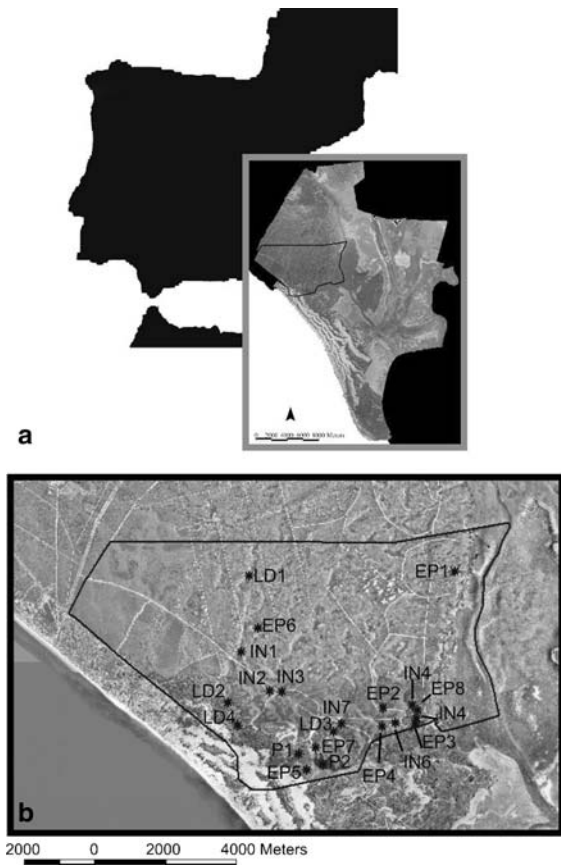 a
b
LD1
EP1
EP6
IN1
IN2
IN3
LD2
LD4
IN7
LD3
EP2
IN4
EP8
IN4
EP3
P1
EP7
P2
EP5
EP4
IN6
2000 0 2000 4000 Meters